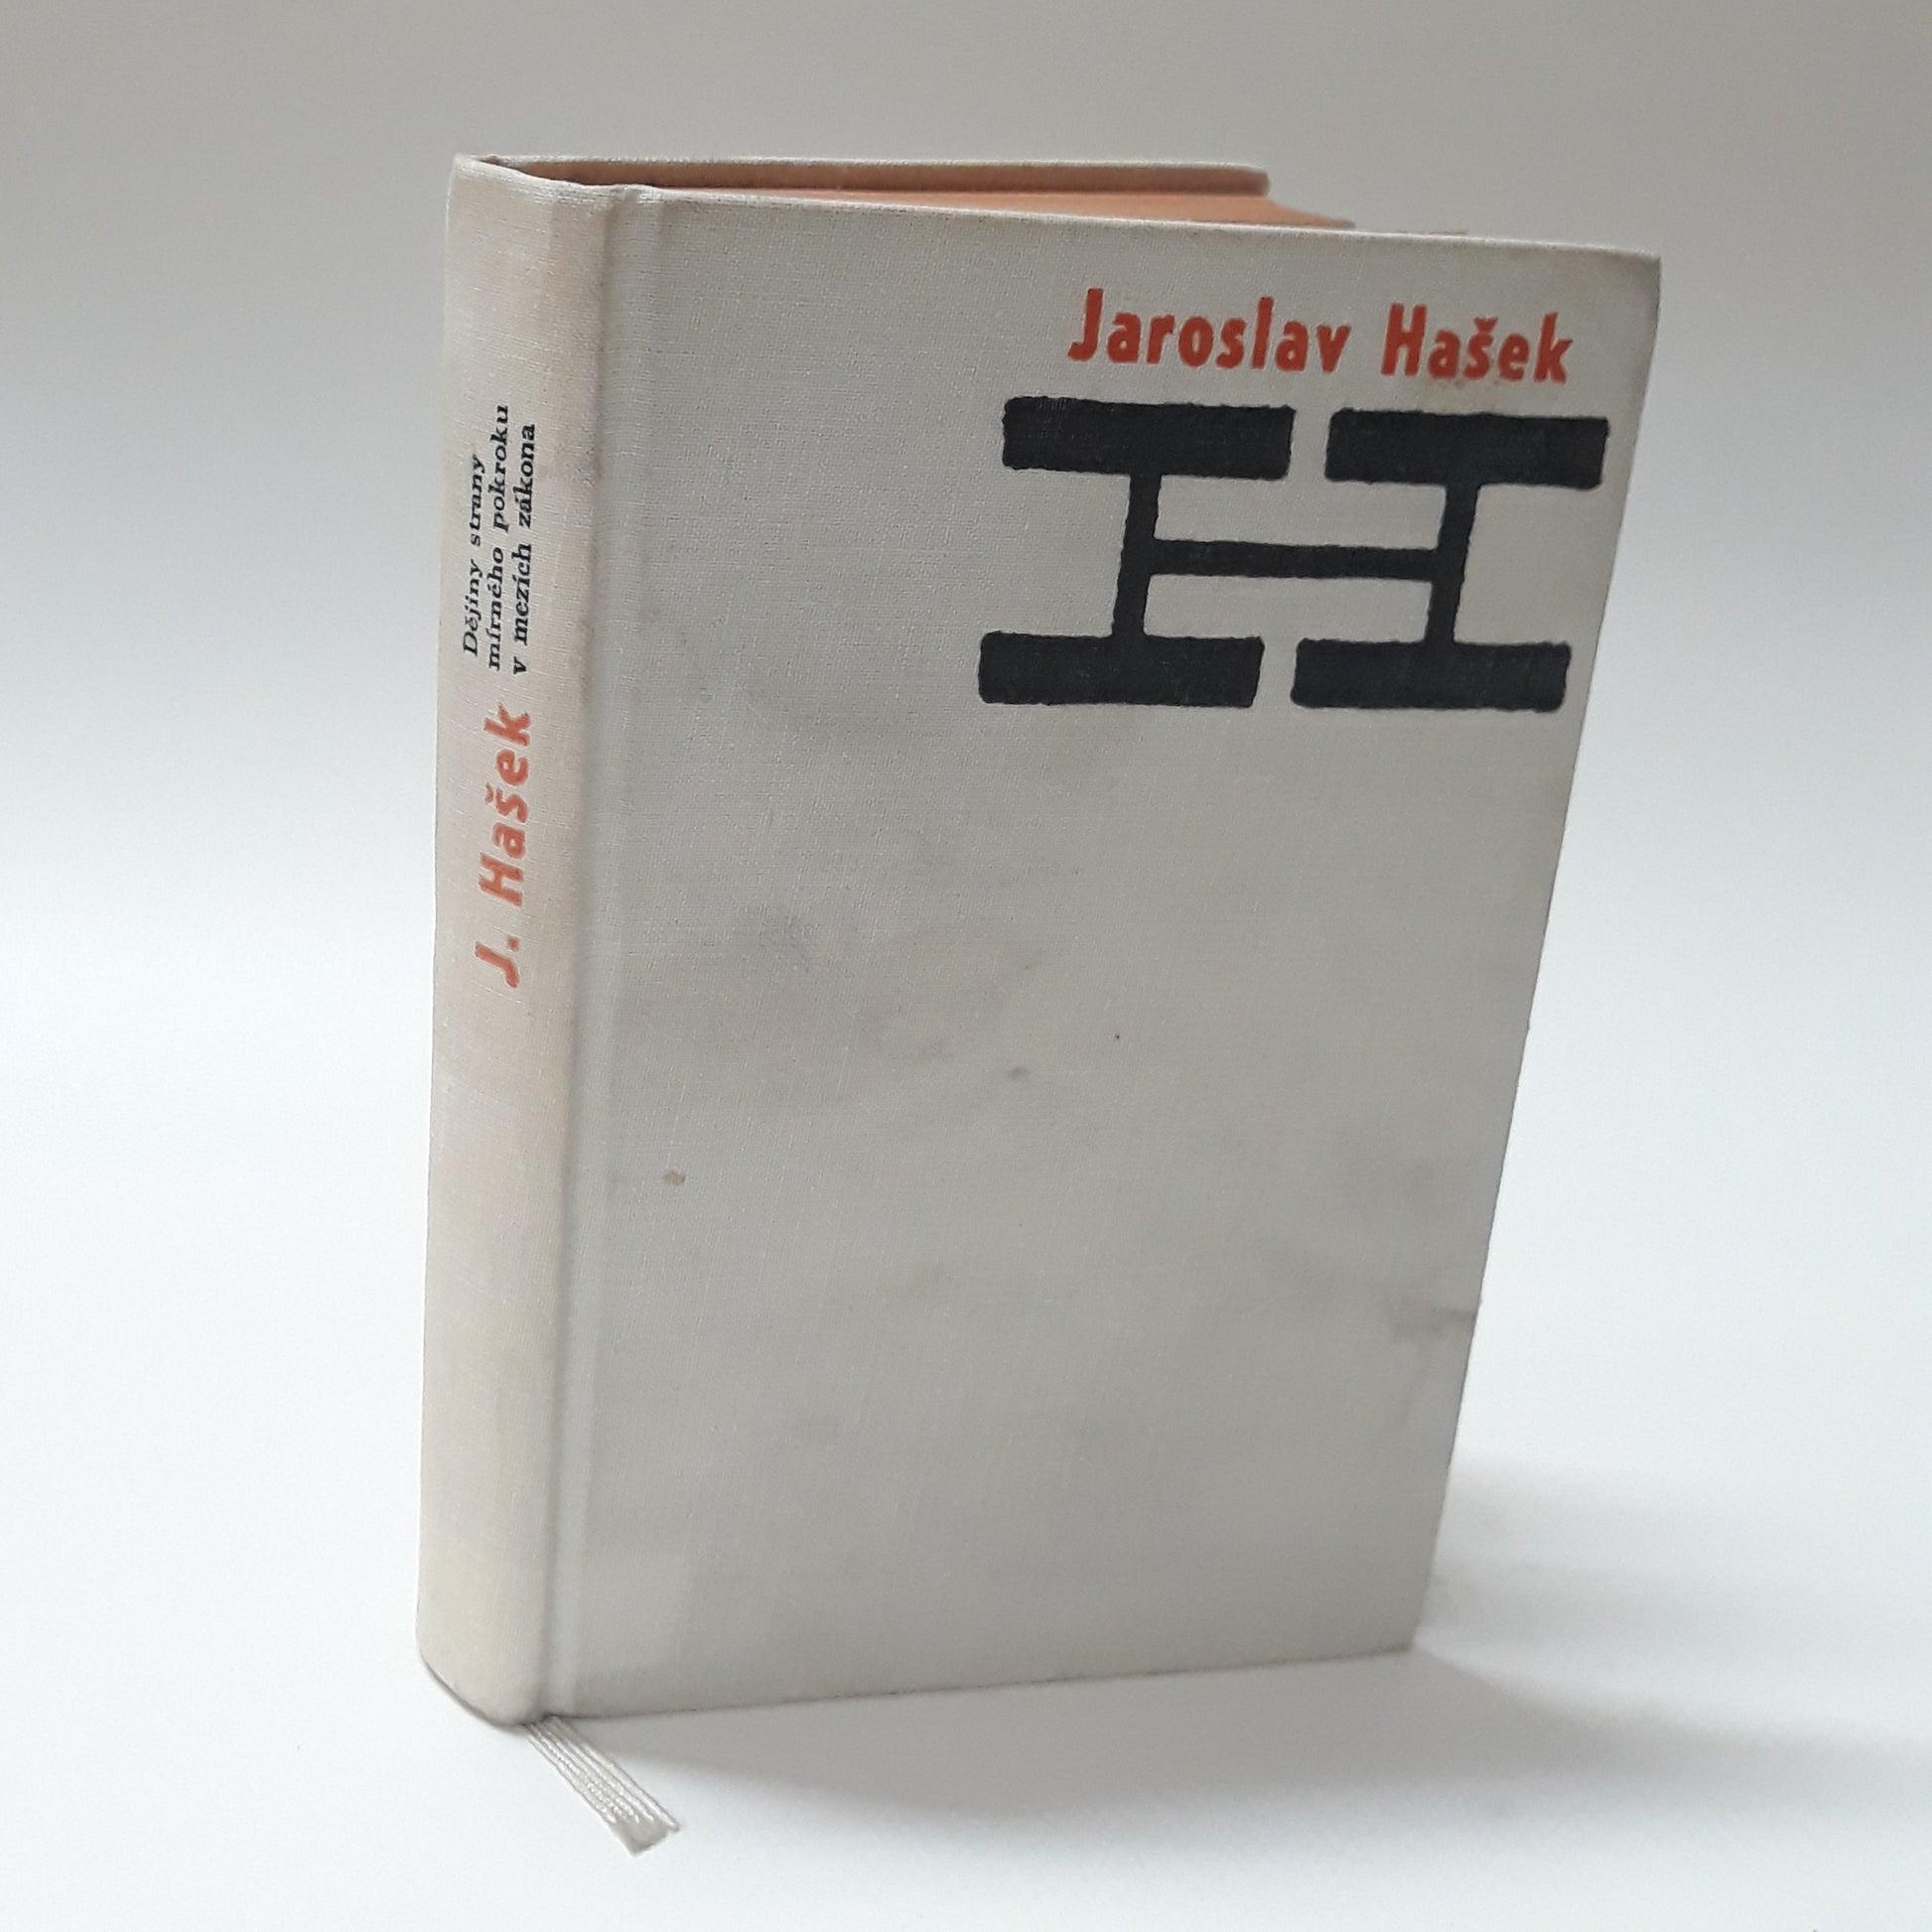 Jaroslav Hašek
H
J. Hašek
Dějiny strany
mírného pokroku
v mezích zákona